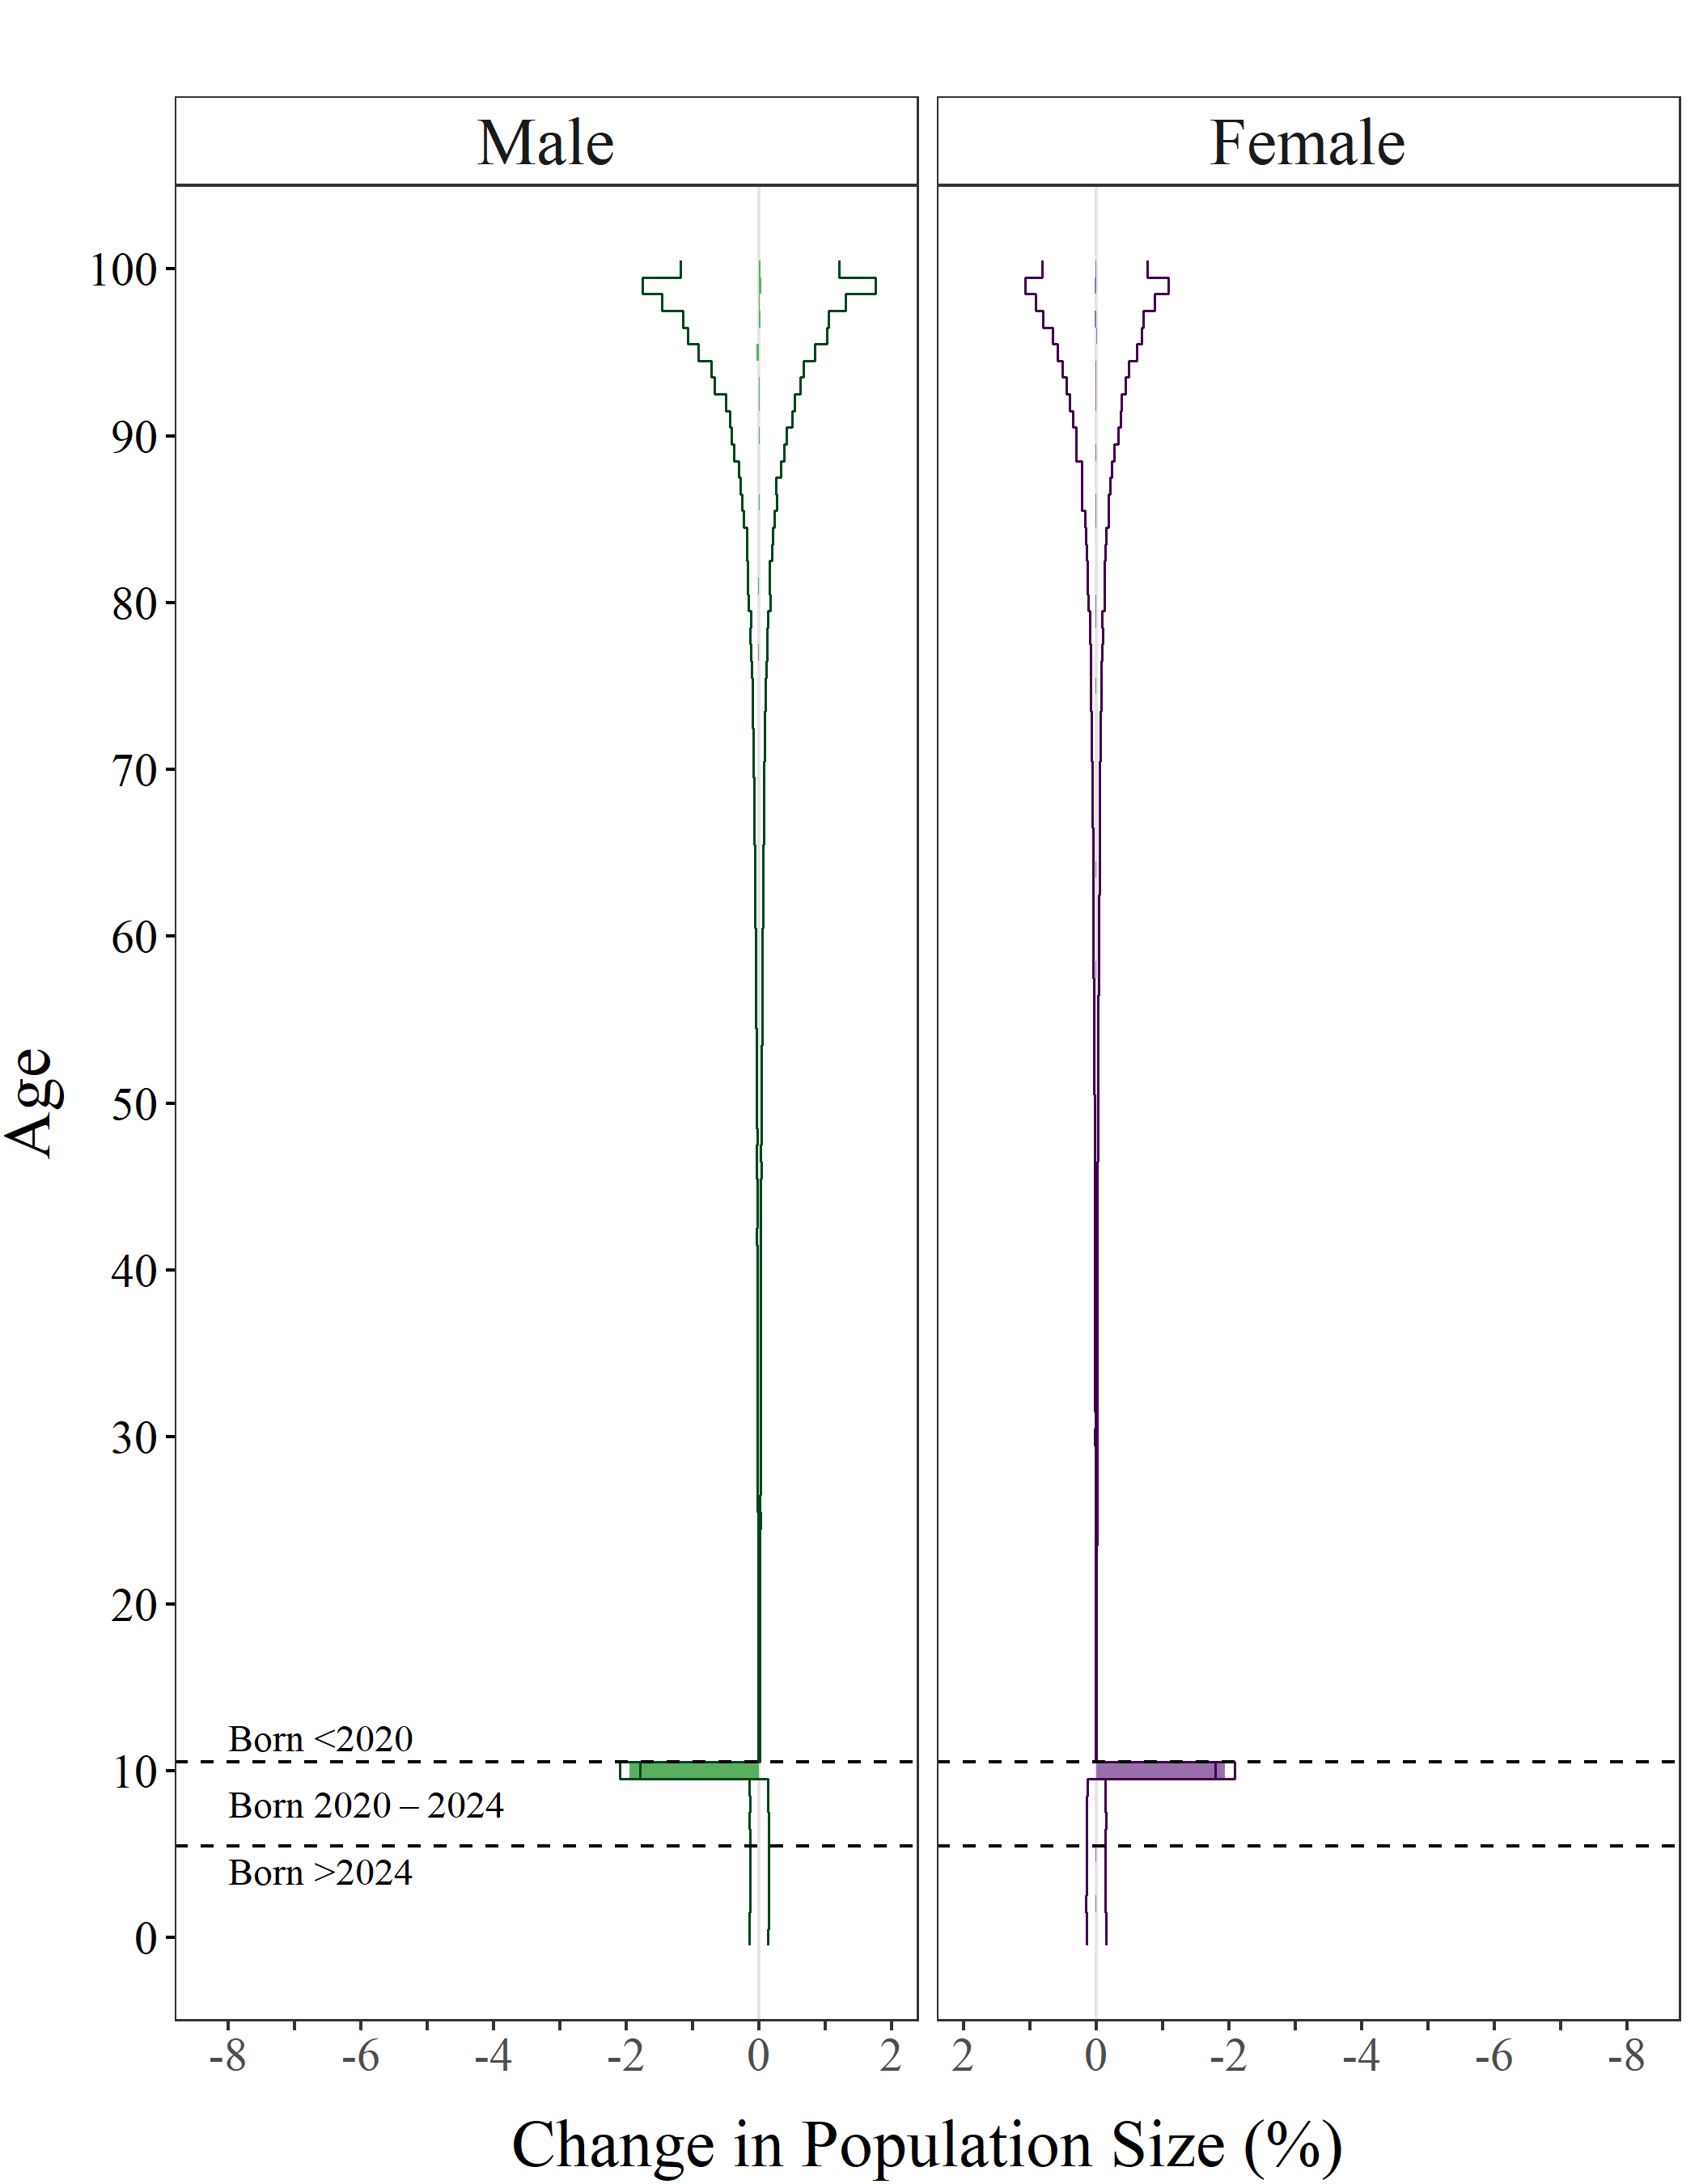 Male
Female
100
90
80
70
60
50
40
30
20
10
0
Age
Born <2020
Born 2020 – 2024
Born >2024
-8 -6 -4 -2 0 2
2 0 -2 -4 -6 -8
Change in Population Size (%)